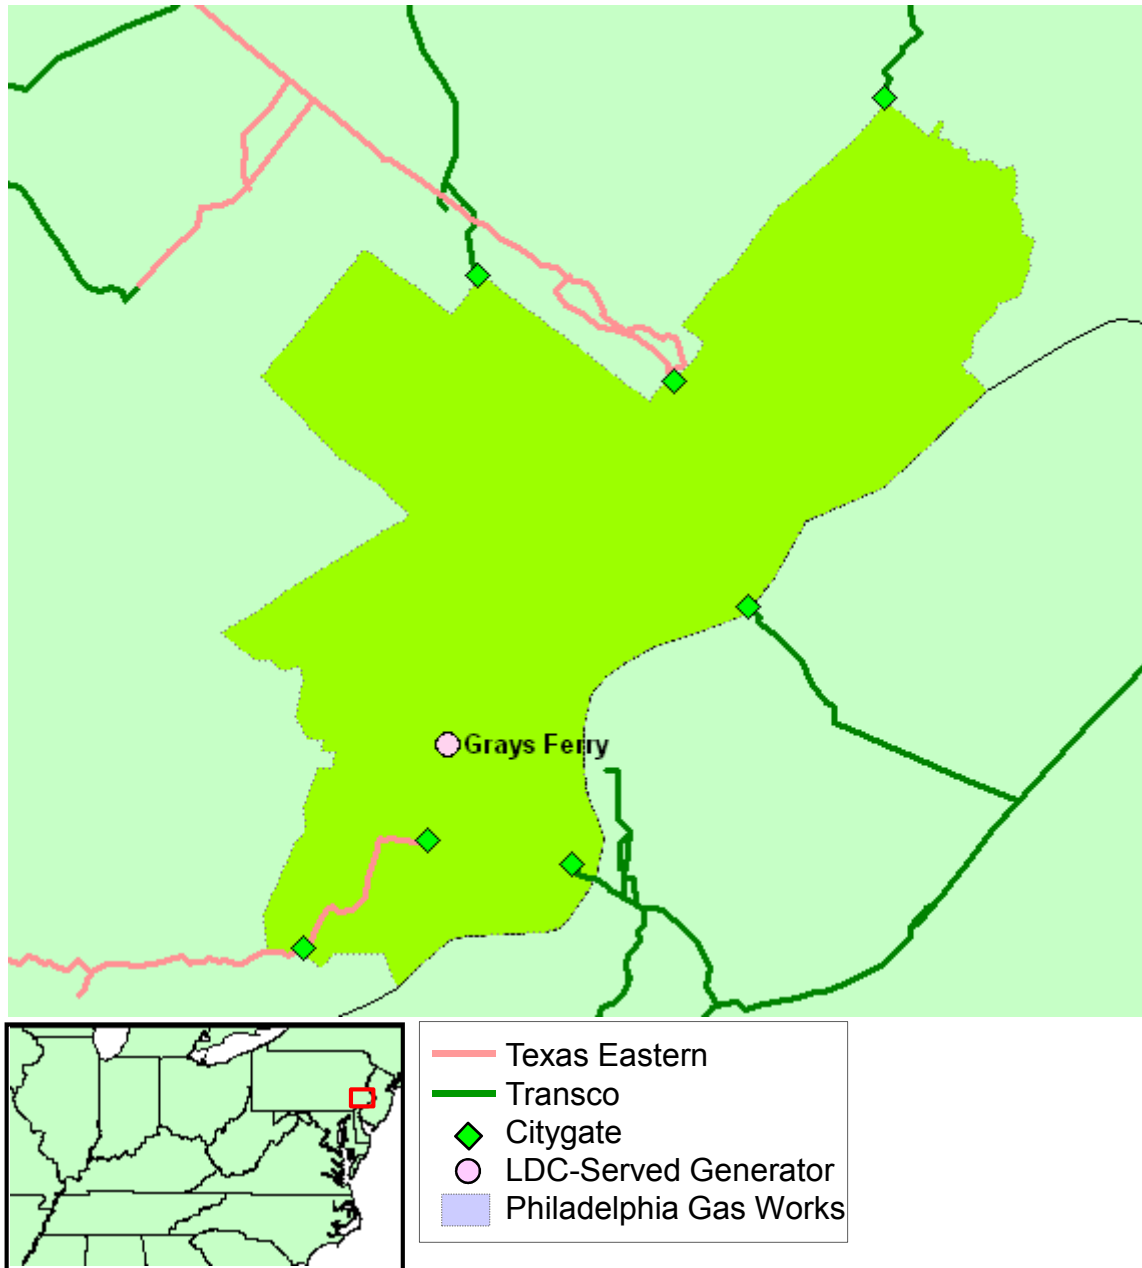 Grays Ferry
Texas Eastern
Transco
Citygate
LDC-Served Generator
Philadelphia Gas Works